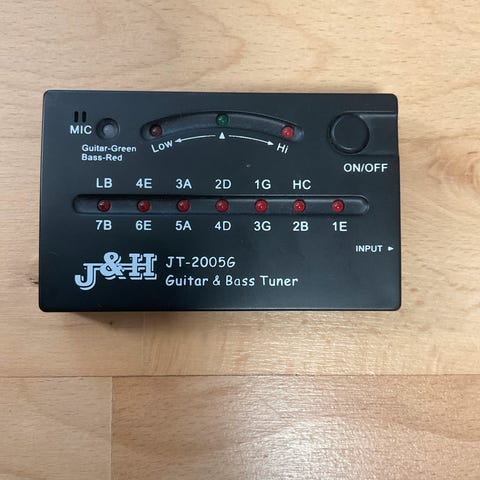 MIC
Guitar-Green
Bass-Red
Low ▲ Hi
ON/OFF
LB 4E 3A 2D 1G HC
7B 6E 5A 4D 3G 2B 1E
INPUT ►
J&H JT-2005G
Guitar & Bass Tuner